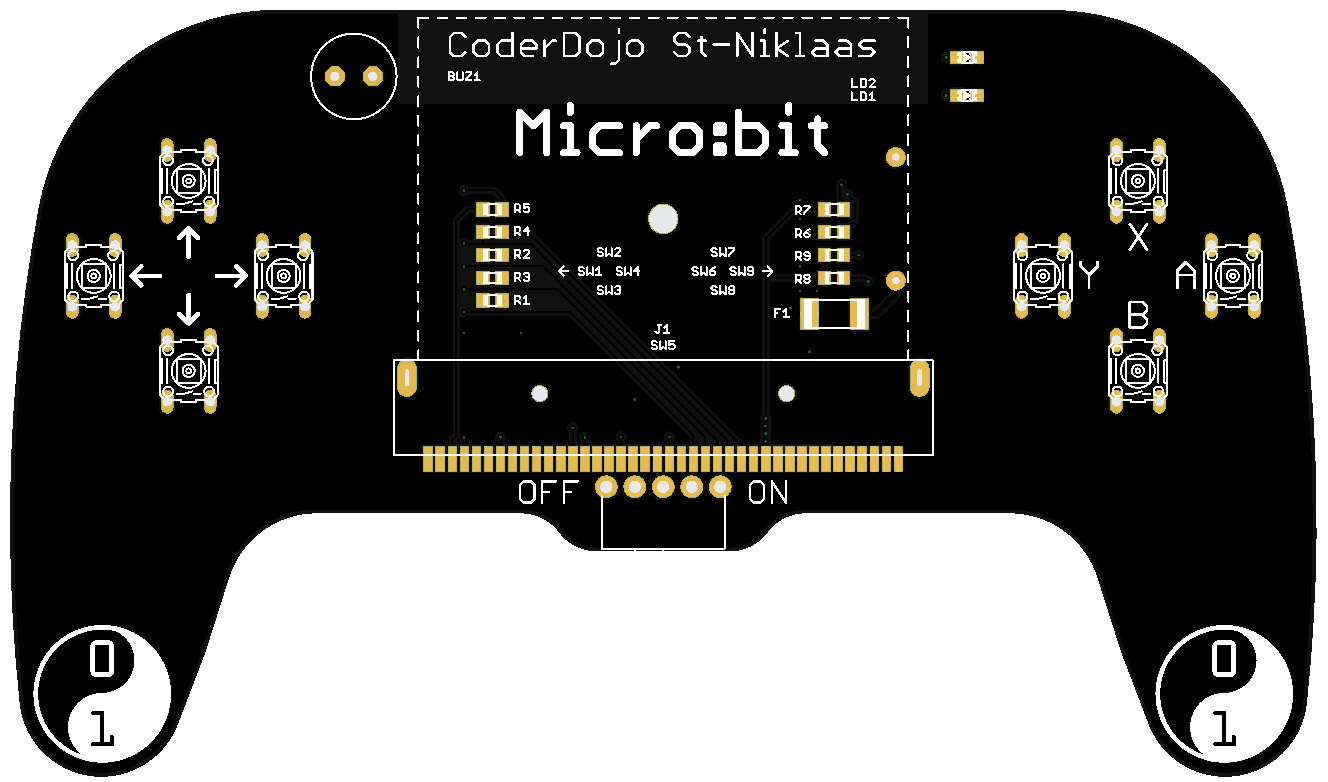 CoderDojo St-Niklaas
BUZ1
LD2
LD1
Micro:bit
R5
R4
R2
R3
R1
R7
R6
R9
R8
F1
SW2
← SW1 SW4
SW3
SW7
SW6 SW9 →
SW8
J1
SW5
X
Y
A
B
OFF
ON
0
1
0
1